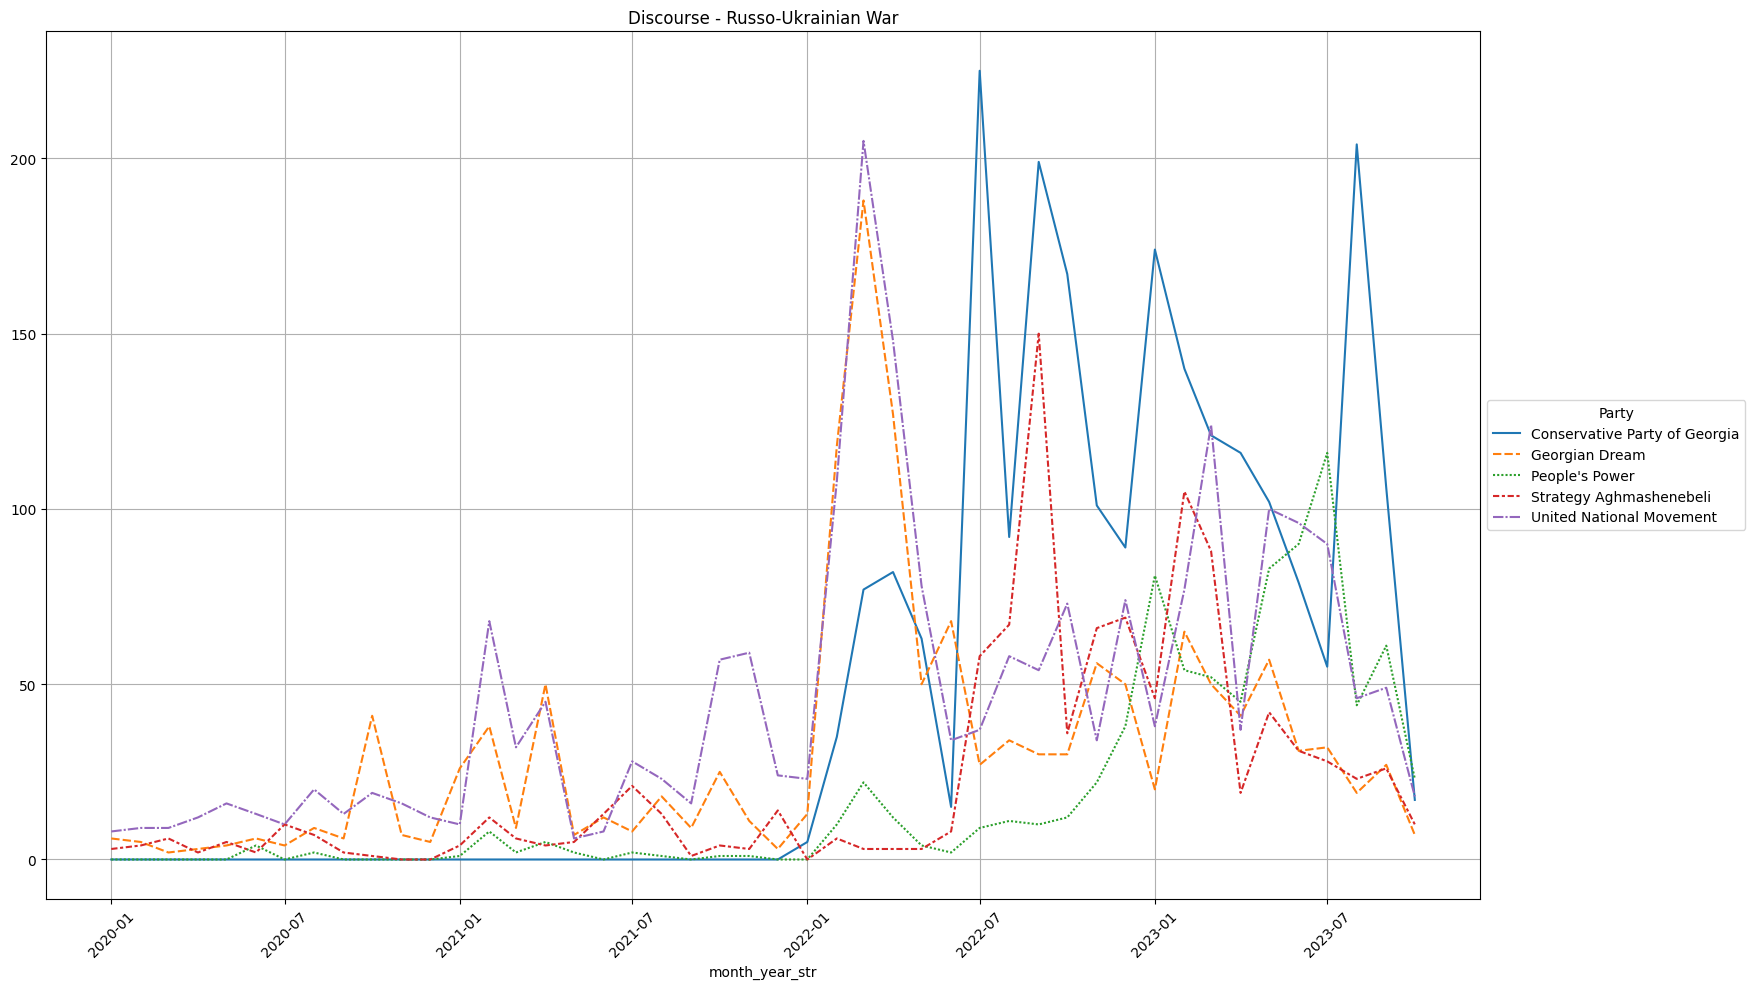 Discourse - Russo-Ukrainian War
200
150
100
50
0
2020-01
2020-07
2021-01
2021-07
2022-01
2022-07
2023-01
2023-07
month_year_str
Party
Conservative Party of Georgia
Georgian Dream
People's Power
Strategy Aghmashenebeli
United National Movement